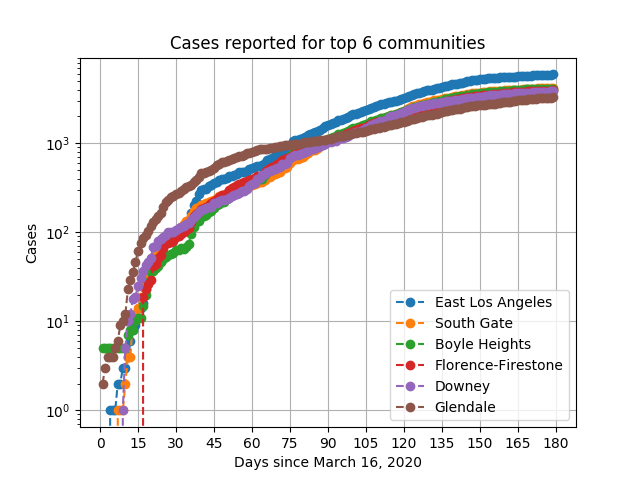 Cases reported for top 6 communities
Cases
10³
10²
10¹
10⁰
East Los Angeles
South Gate
Boyle Heights
Florence-Firestone
Downey
Glendale
0 15 30 45 60 75 90 105 120 135 150 165 180
Days since March 16, 2020